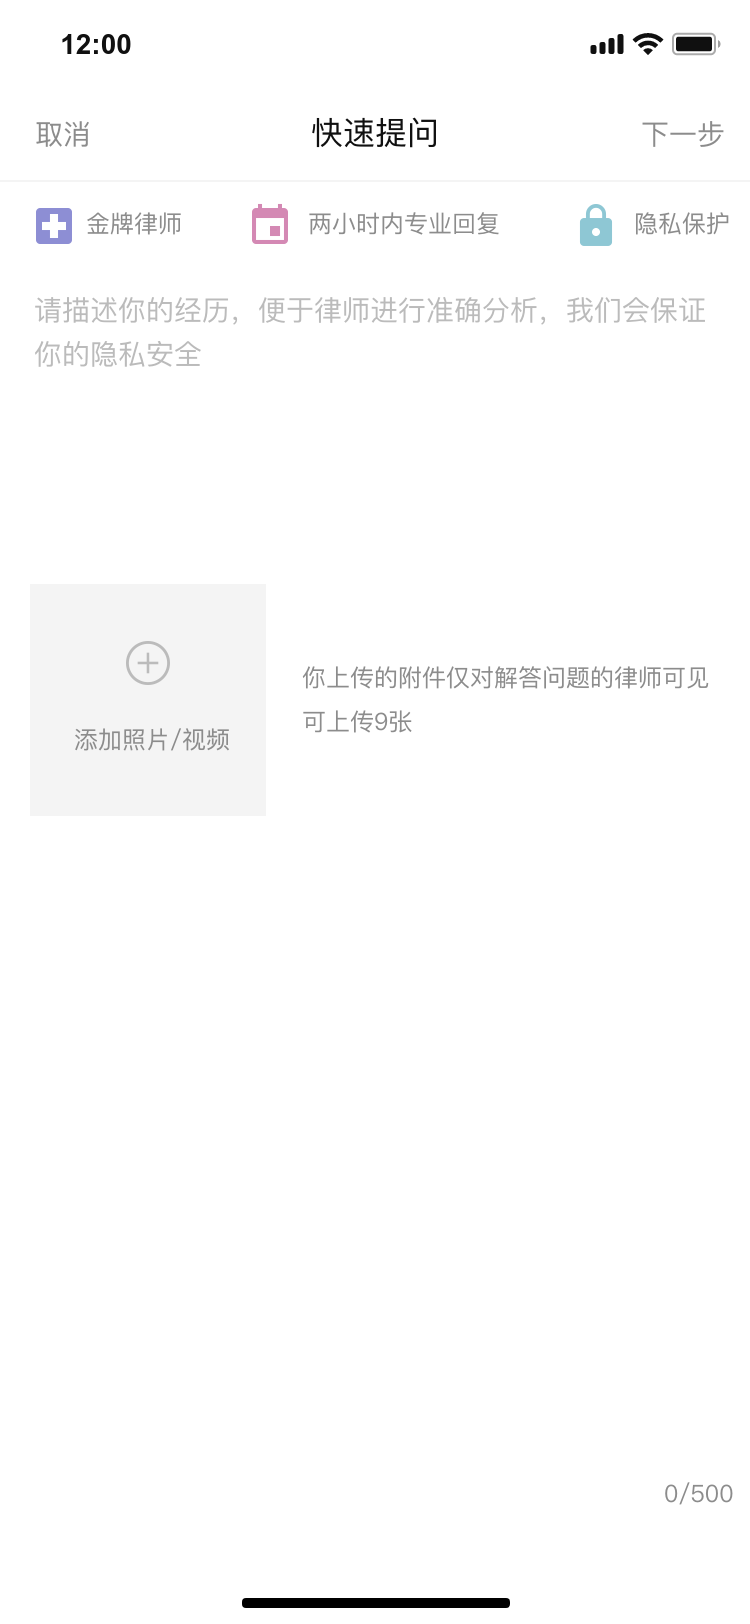 12:00
取消
快速提问
下一步
金牌律师
两小时内专业回复
隐私保护
请描述你的经历，便于律师进行准确分析，我们会保证
你的隐私安全
你上传的附件仅对解答问题的律师可见
可上传9张
添加照片/视频
0/500